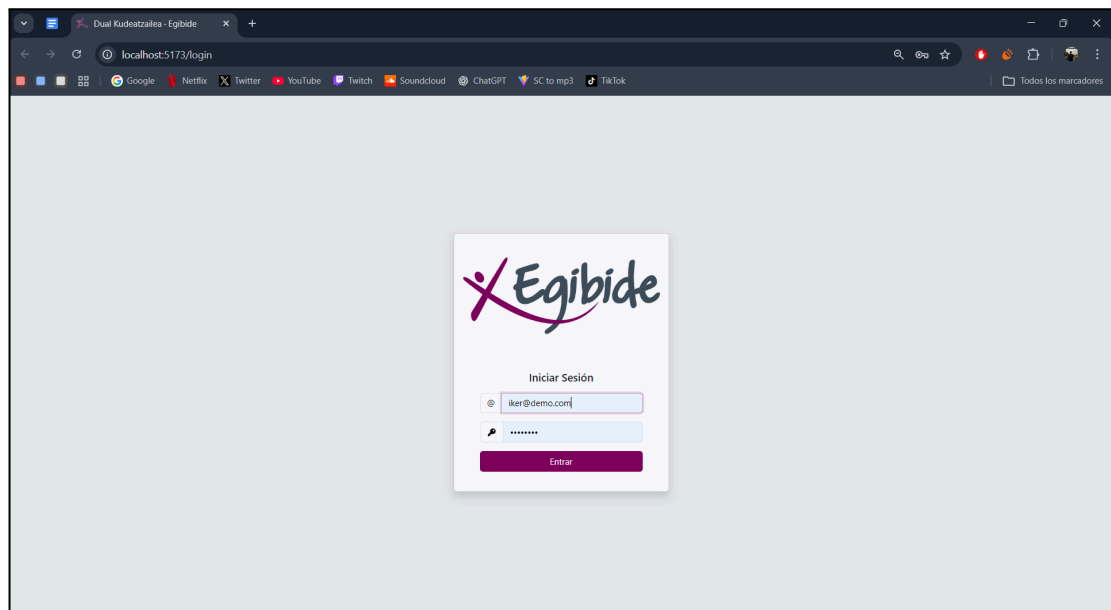 Dual Kudeatzailea - Egibide
localhost:5173/login
Google Netflix Twitter YouTube Twitch Soundcloud ChatGPT SC to mp3 TikTok Todos los marcadores
Egibide
Iniciar Sesión
@ iker@demo.com
••••••••
Entrar